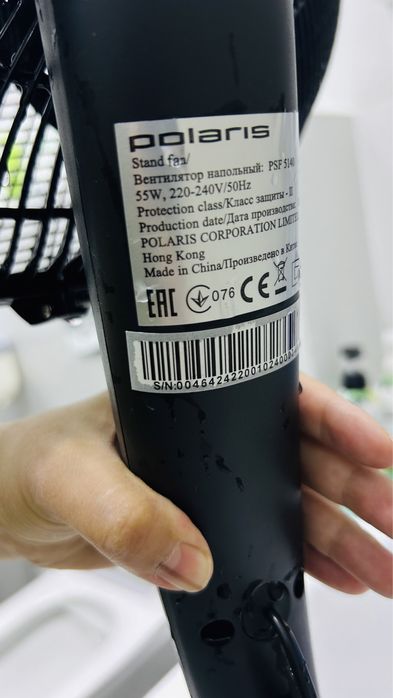 polaris
Stand fan/
Вентилятор напольный: PSF 5140
55W, 220-240V/50Hz
Protection class/Класс защиты - II
Production date/Дата производства:
POLARIS CORPORATION LIMITED
Hong Kong
Made in China/Произведено в Китае
EAC 076 CE
S/N:004642422001024000